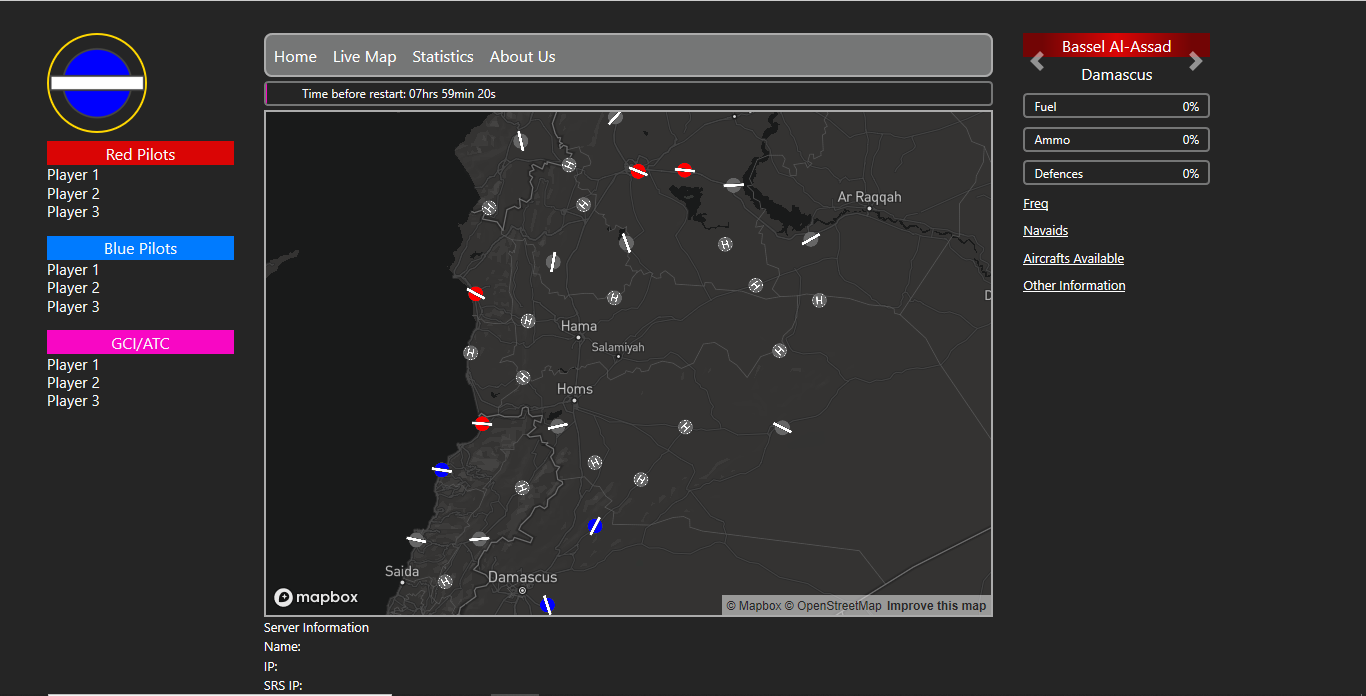 Home Live Map Statistics About Us
Time before restart: 07hrs 59min 20s
Red Pilots
Player 1
Player 2
Player 3
Blue Pilots
Player 1
Player 2
Player 3
GCI/ATC
Player 1
Player 2
Player 3
H
H
H
Ar Raqqah
H
H
H
H
D
H
Hama
Salamiyah
H
H
H
Homs
H
H
H
H
Saida
H
Damascus
mapbox
© Mapbox © OpenStreetMap Improve this map
Server Information
Name:
IP:
SRS IP:
Bassel Al-Assad
Damascus
Fuel 0%
Ammo 0%
Defences 0%
Freq
Navaids
Aircrafts Available
Other Information